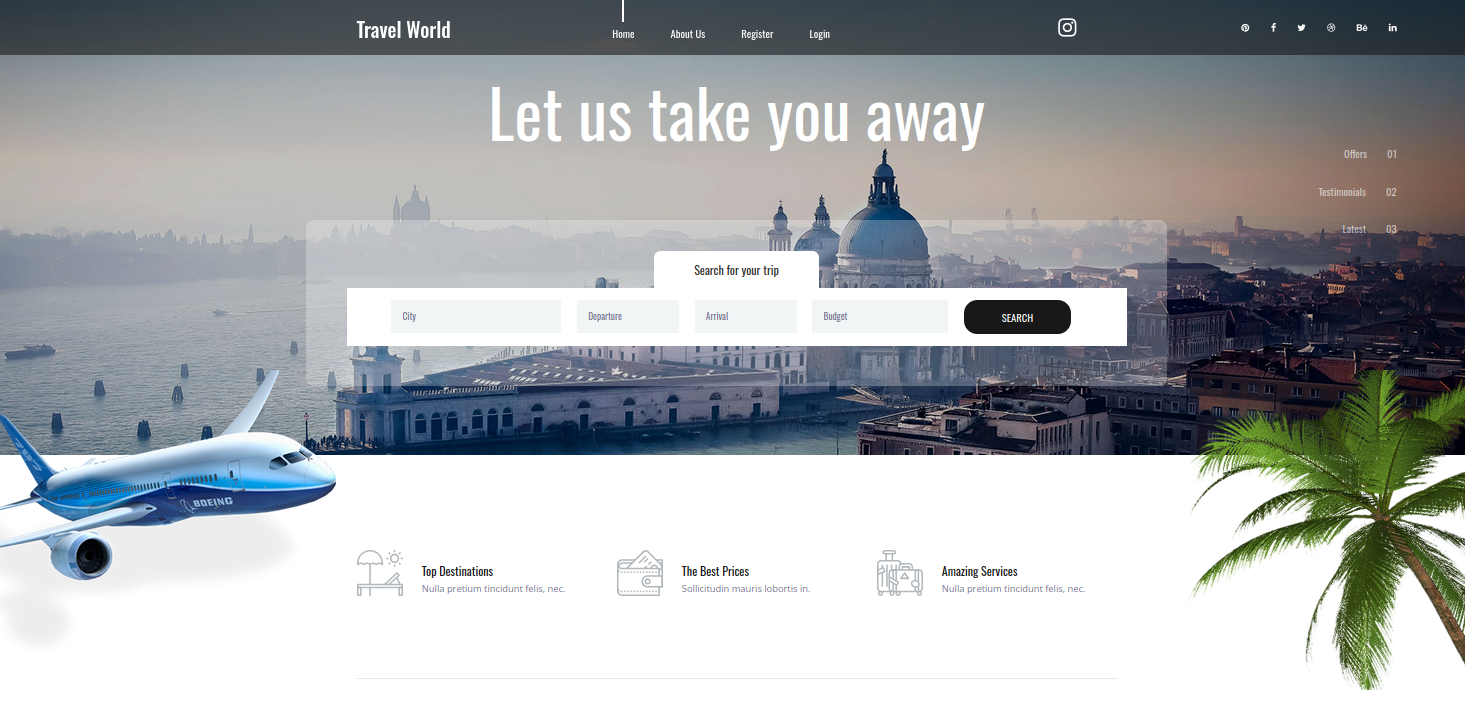 Travel World
Home About Us Register Login
Bē
in
Let us take you away
Offers 01
Testimonials 02
Latest 03
Search for your trip
City Departure Arrival Budget SEARCH
BOEING
Top Destinations
Nulla pretium tincidunt felis, nec.
The Best Prices
Sollicitudin mauris lobortis in.
Amazing Services
Nulla pretium tincidunt felis, nec.